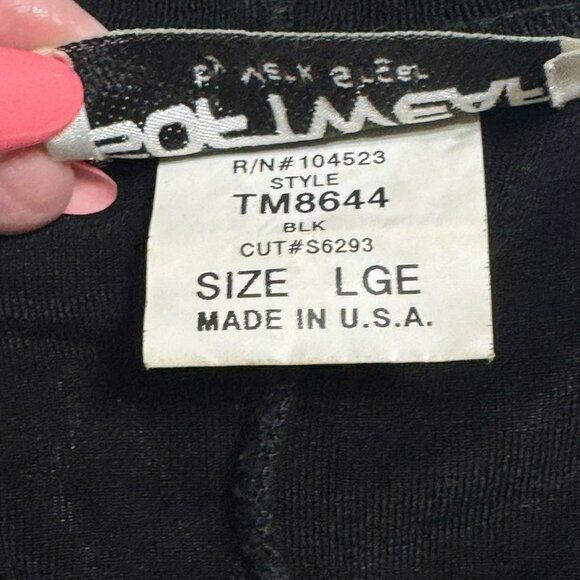 R/N#104523
STYLE
TM8644
BLK
CUT#S6293
SIZE LGE
MADE IN U.S.A.